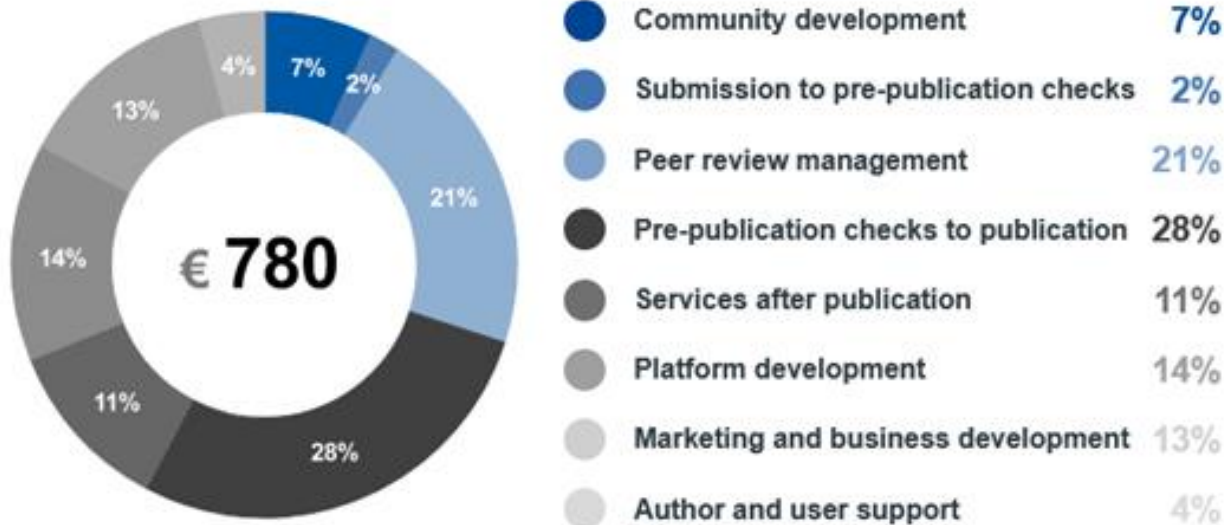 7%
2%
21%
28%
11%
14%
13%
4%
€ 780
Community development 7%
Submission to pre-publication checks 2%
Peer review management 21%
Pre-publication checks to publication 28%
Services after publication 11%
Platform development 14%
Marketing and business development 13%
Author and user support 4%